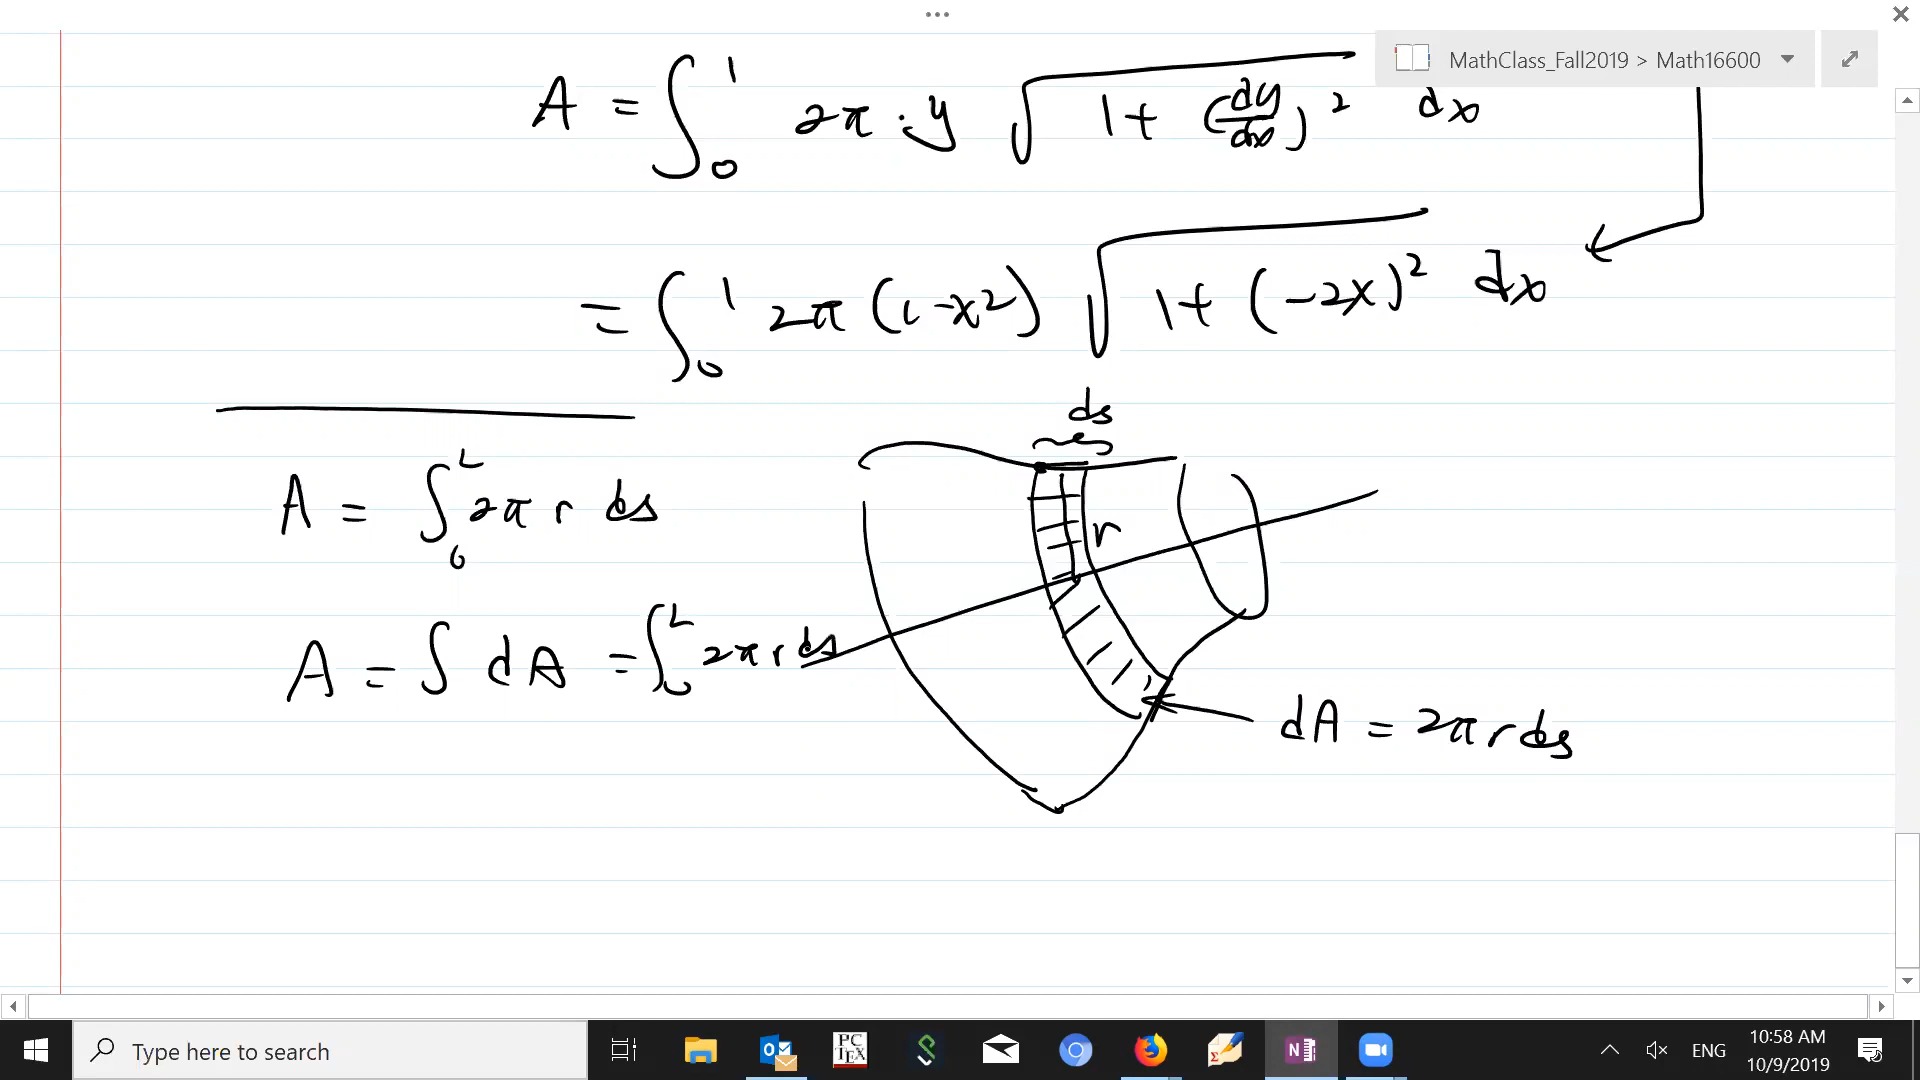 MathClass_Fall2019 > Math16600
A = ∫₀¹ 2π · y √(1 + (dy/dx)²) dx
= ∫₀¹ 2π (1 - x²) √(1 + (-2x)²) dx
ds
A = ∫₀ᴸ 2π r ds
r
A = ∫ dA = ∫₀ᴸ 2π r ds
dA = 2π r ds
Type here to search
PC TEX
ENG
10:58 AM
10/9/2019